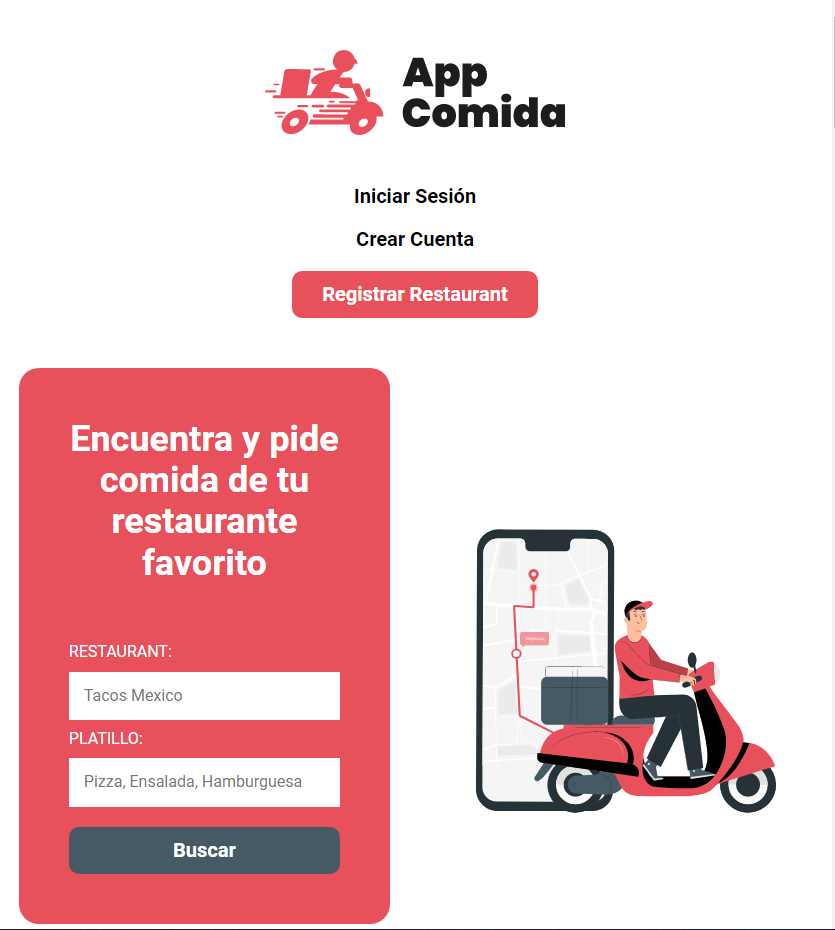 App
Comida
Iniciar Sesión
Crear Cuenta
Registrar Restaurant
Encuentra y pide
comida de tu
restaurante
favorito
RESTAURANT:
Tacos Mexico
PLATILLO:
Pizza, Ensalada, Hamburguesa
Buscar